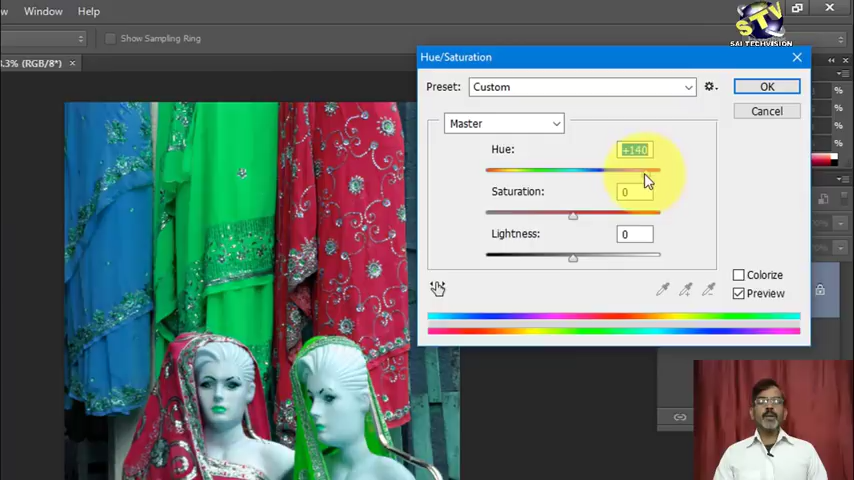 Window Help
STV
SAI TECHVISION
Show Sampling Ring
.3% (RGB/8*) ×
Hue/Saturation
Preset: Custom
OK
Cancel
Master
Hue: +140
Saturation: 0
Lightness: 0
Colorize
Preview
%
%
%
%
%